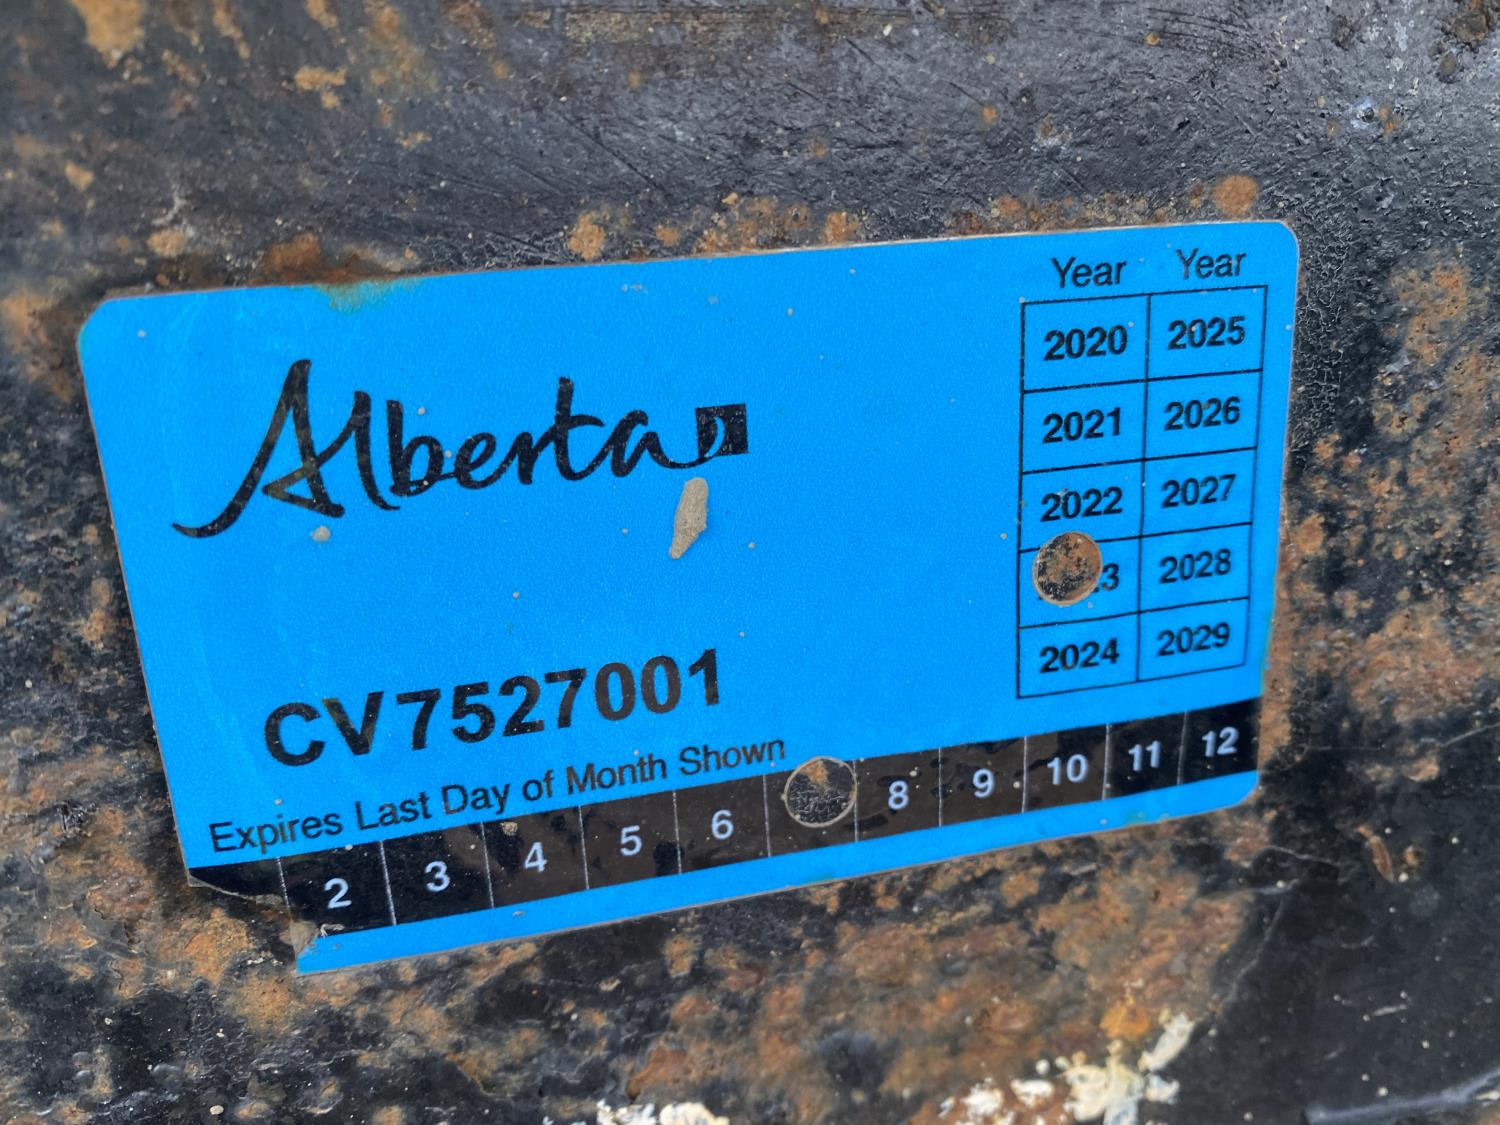 Alberta
Year Year
2020 2025
2021 2026
2022 2027
3 2028
2024 2029
CV7527001
Expires Last Day of Month Shown
2 3 4 5 6 8 9 10 11 12